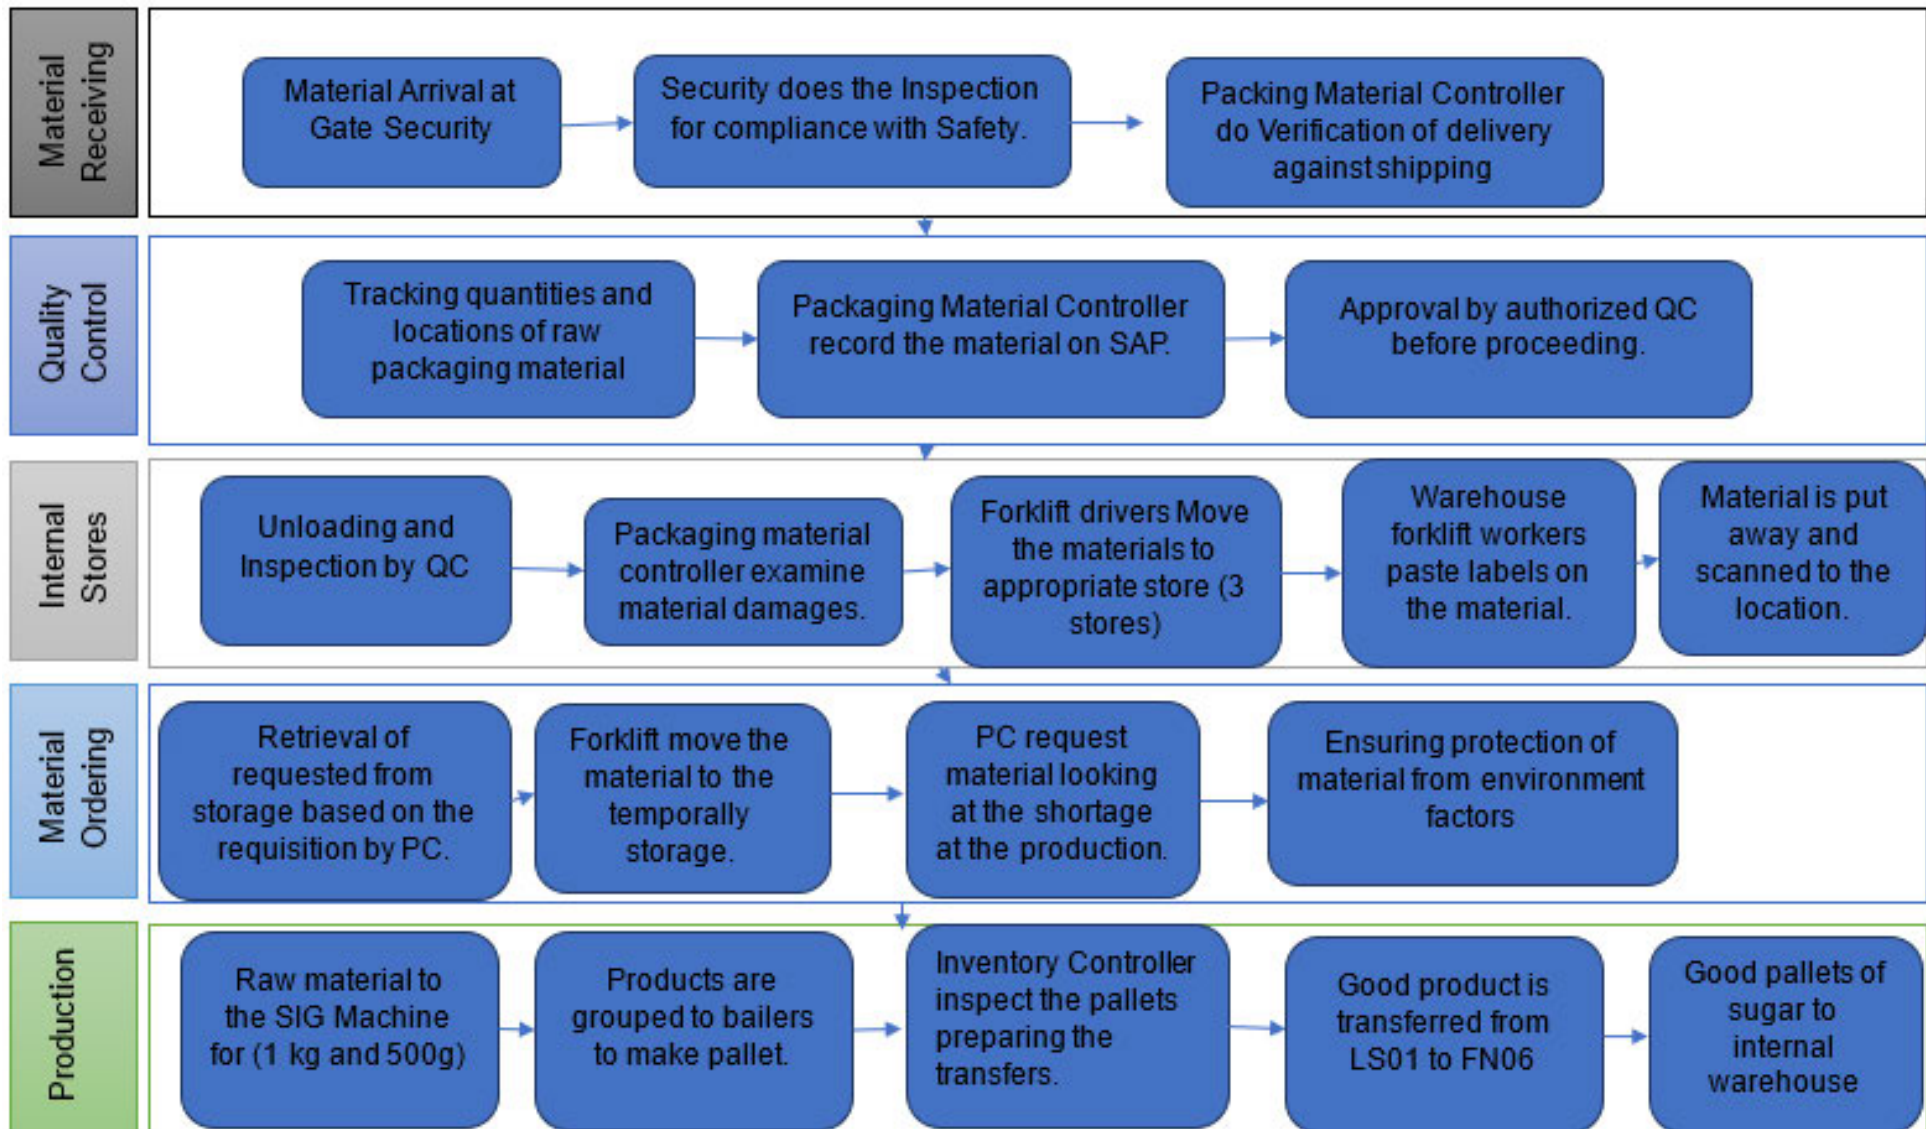 Material
Receiving
Material Arrival at
Gate Security
Security does the Inspection
for compliance with Safety.
Packing Material Controller
do Verification of delivery
against shipping
Quality
Control
Tracking quantities and
locations of raw
packaging material
Packaging Material Controller
record the material on SAP.
Approval by authorized QC
before proceeding.
Internal
Stores
Unloading and
Inspection by QC
Packaging material
controller examine
material damages.
Forklift drivers Move
the materials to
appropriate store (3
stores)
Warehouse
forklift workers
paste labels on
the material.
Material is put
away and
scanned to the
location.
Material
Ordering
Retrieval of
requested from
storage based on the
requisition by PC.
Forklift move the
material to the
temporally
storage.
PC request
material looking
at the shortage
at the production.
Ensuring protection of
material from environment
factors
Production
Raw material to
the SIG Machine
for (1 kg and 500g)
Products are
grouped to bailers
to make pallet.
Inventory Controller
inspect the pallets
preparing the
transfers.
Good product is
transferred from
LS01 to FN06
Good pallets of
sugar to
internal
warehouse